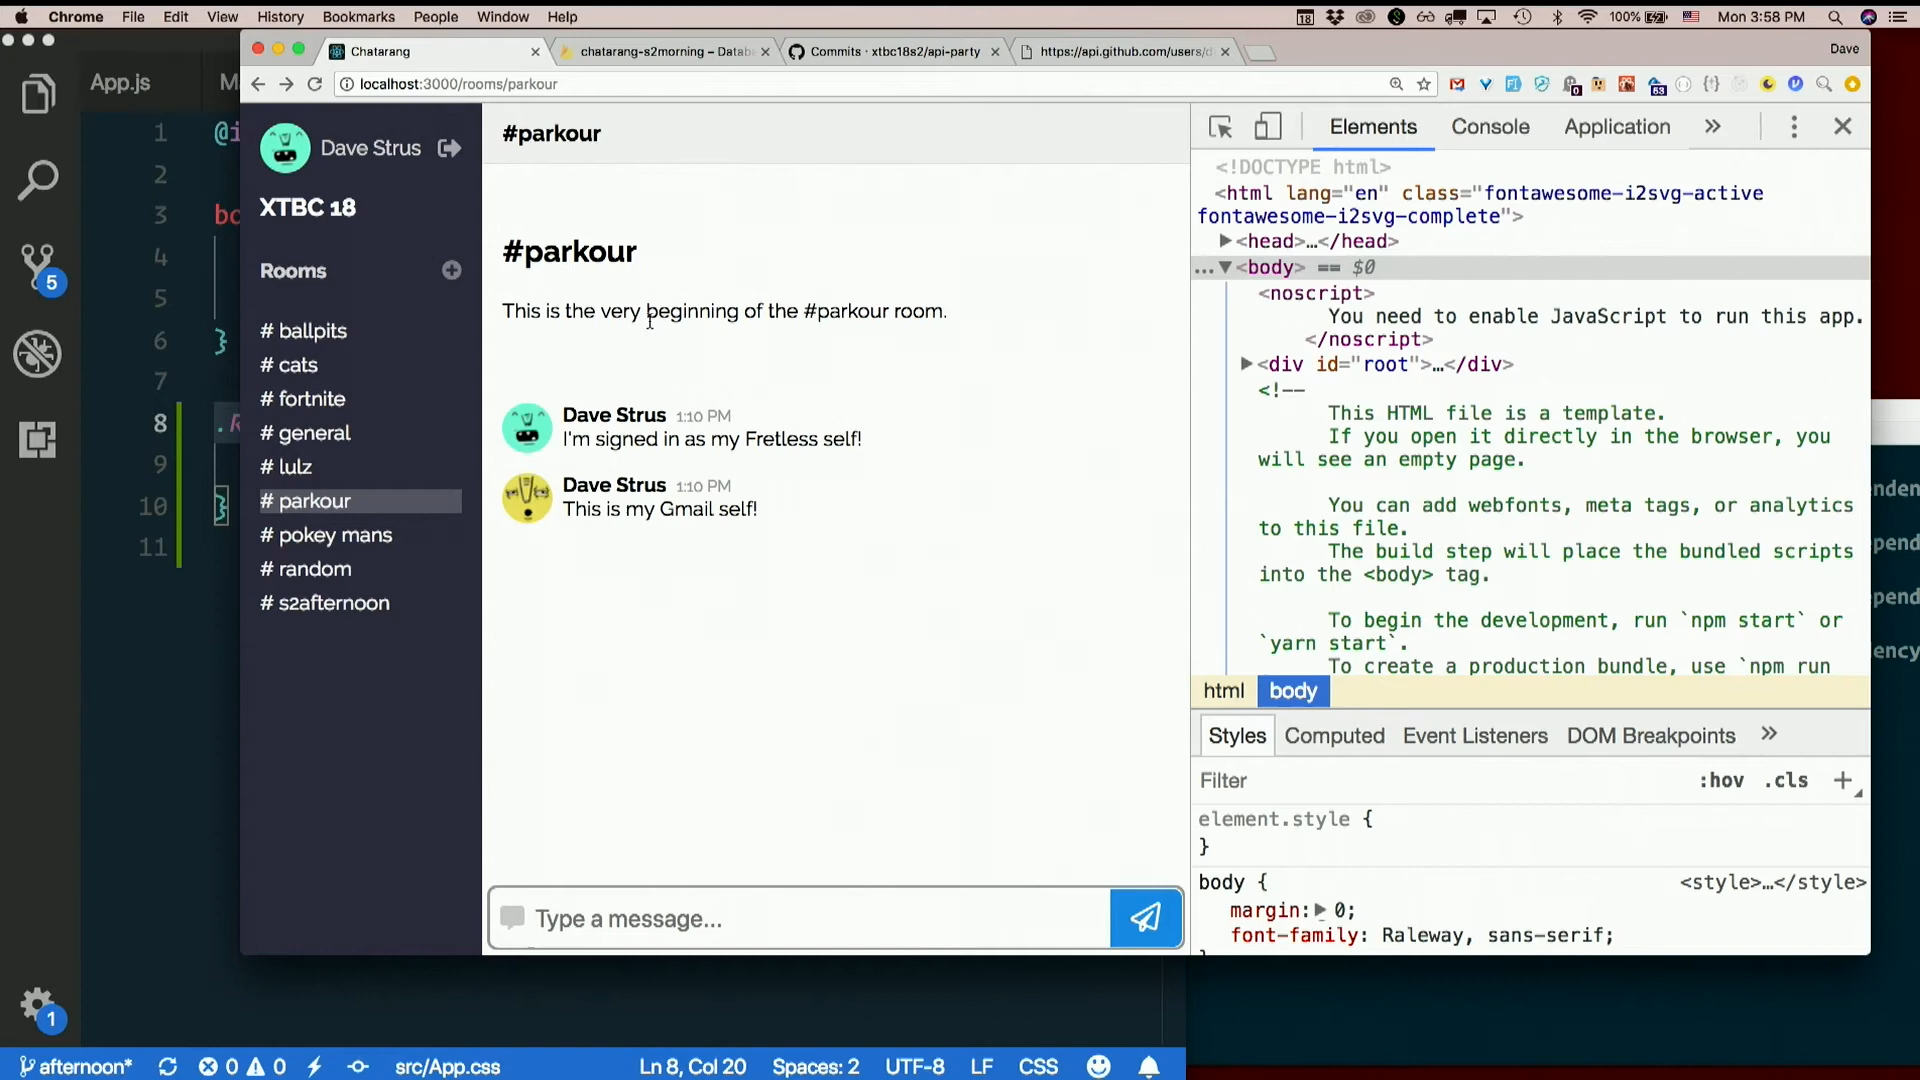 Chrome File Edit View History Bookmarks People Window Help
18 100% Mon 3:58 PM
Chatarang
chatarang-s2morning – Datab
Commits · xtbc18s2/api-party
https://api.github.com/users/d
Dave
localhost:3000/rooms/parkour
0 53
App.js
Dave Strus
XTBC 18
Rooms
# ballpits
# cats
# fortnite
# general
# lulz
# parkour
# pokey mans
# random
# s2afternoon
#parkour
#parkour
This is the very beginning of the #parkour room.
Dave Strus 1:10 PM
I'm signed in as my Fretless self!
Dave Strus 1:10 PM
This is my Gmail self!
Type a message...
Elements Console Application »
<!DOCTYPE html>
<html lang="en" class="fontawesome-i2svg-active
fontawesome-i2svg-complete">
▶<head>…</head>
…▼<body> == $0
<noscript>
You need to enable JavaScript to run this app.
</noscript>
▶<div id="root">…</div>
<!--
This HTML file is a template.
If you open it directly in the browser, you
will see an empty page.
You can add webfonts, meta tags, or analytics
to this file.
The build step will place the bundled scripts
into the <body> tag.
To begin the development, run `npm start` or
`yarn start`.
To create a production bundle, use `npm run
html body
Styles Computed Event Listeners DOM Breakpoints »
Filter :hov .cls +
element.style {
}
body { <style>…</style>
margin:▶ 0;
font-family: Raleway, sans-serif;
1 @i
2
3 bo
4
5
6 }
7
8 .R
9
10 }
11
5
1
nden
pend
epend
ency
afternoon* 0 0 src/App.css Ln 8, Col 20 Spaces: 2 UTF-8 LF CSS